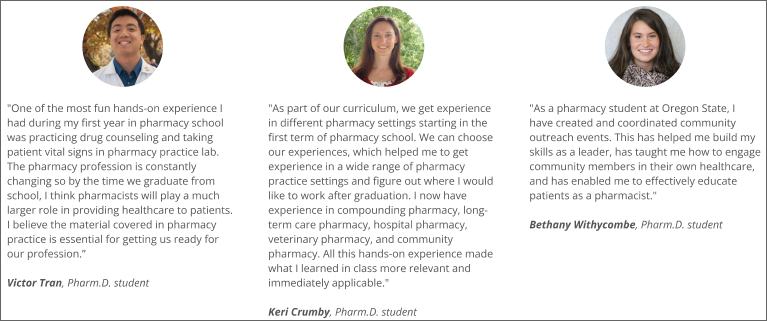 "One of the most fun hands-on experience I
had during my first year in pharmacy school
was practicing drug counseling and taking
patient vital signs in pharmacy practice lab.
The pharmacy profession is constantly
changing so by the time we graduate from
school, I think pharmacists will play a much
larger role in providing healthcare to patients.
I believe the material covered in pharmacy
practice is essential for getting us ready for
our profession.”
Victor Tran, Pharm.D. student
"As part of our curriculum, we get experience
in different pharmacy settings starting in the
first term of pharmacy school. We can choose
our experiences, which helped me to get
experience in a wide range of pharmacy
practice settings and figure out where I would
like to work after graduation. I now have
experience in compounding pharmacy, long-
term care pharmacy, hospital pharmacy,
veterinary pharmacy, and community
pharmacy. All this hands-on experience made
what I learned in class more relevant and
immediately applicable."
Keri Crumby, Pharm.D. student
"As a pharmacy student at Oregon State, I
have created and coordinated community
outreach events. This has helped me build my
skills as a leader, has taught me how to engage
community members in their own healthcare,
and has enabled me to effectively educate
patients as a pharmacist."
Bethany Withycombe, Pharm.D. student